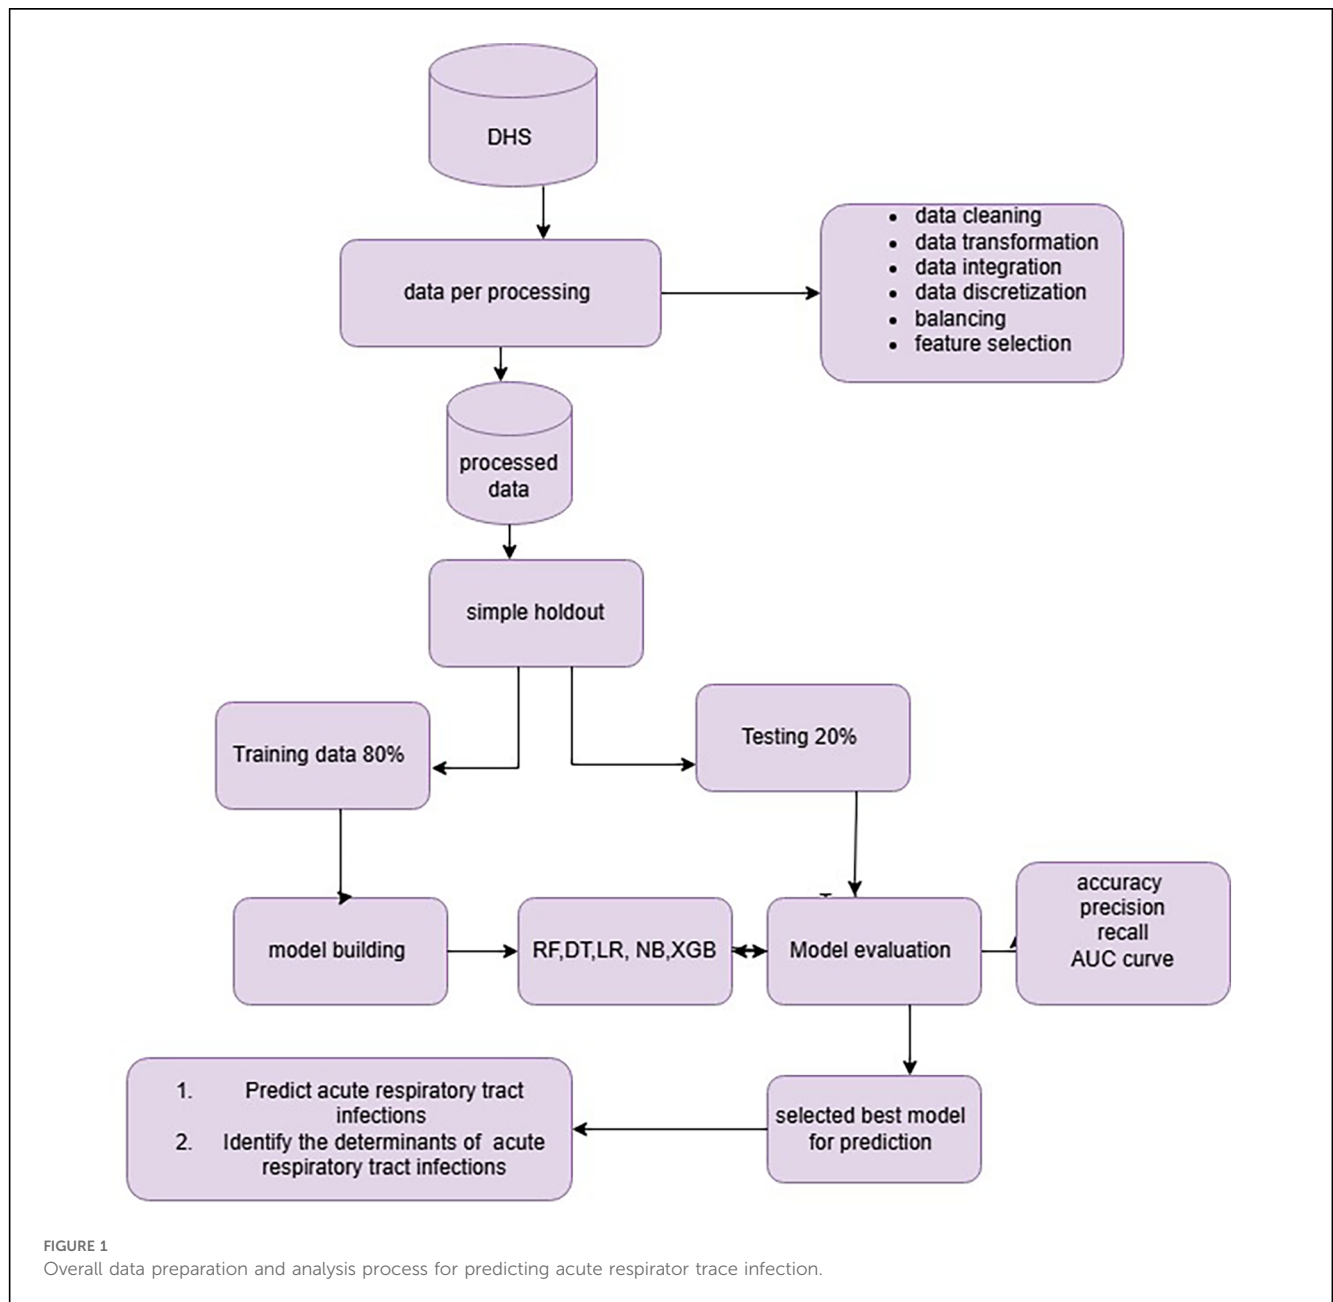 DHS
data per processing
• data cleaning
• data transformation
• data integration
• data discretization
• balancing
• feature selection
processed
data
simple holdout
Training data 80%
Testing 20%
model building
RF,DT,LR, NB,XGB
Model evaluation
accuracy
precision
recall
AUC curve
1. Predict acute respiratory tract
infections
2. Identify the determinants of acute
respiratory tract infections
selected best model
for prediction
FIGURE 1
Overall data preparation and analysis process for predicting acute respirator trace infection.